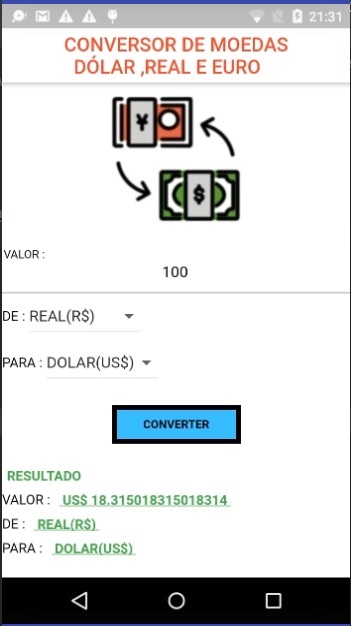 21:31
CONVERSOR DE MOEDAS
DÓLAR ,REAL E EURO
¥
$
VALOR :
100
DE : REAL(R$)
PARA : DOLAR(US$)
CONVERTER
RESULTADO
VALOR : US$ 18.315018315018314
DE : REAL(R$)
PARA : DOLAR(US$)